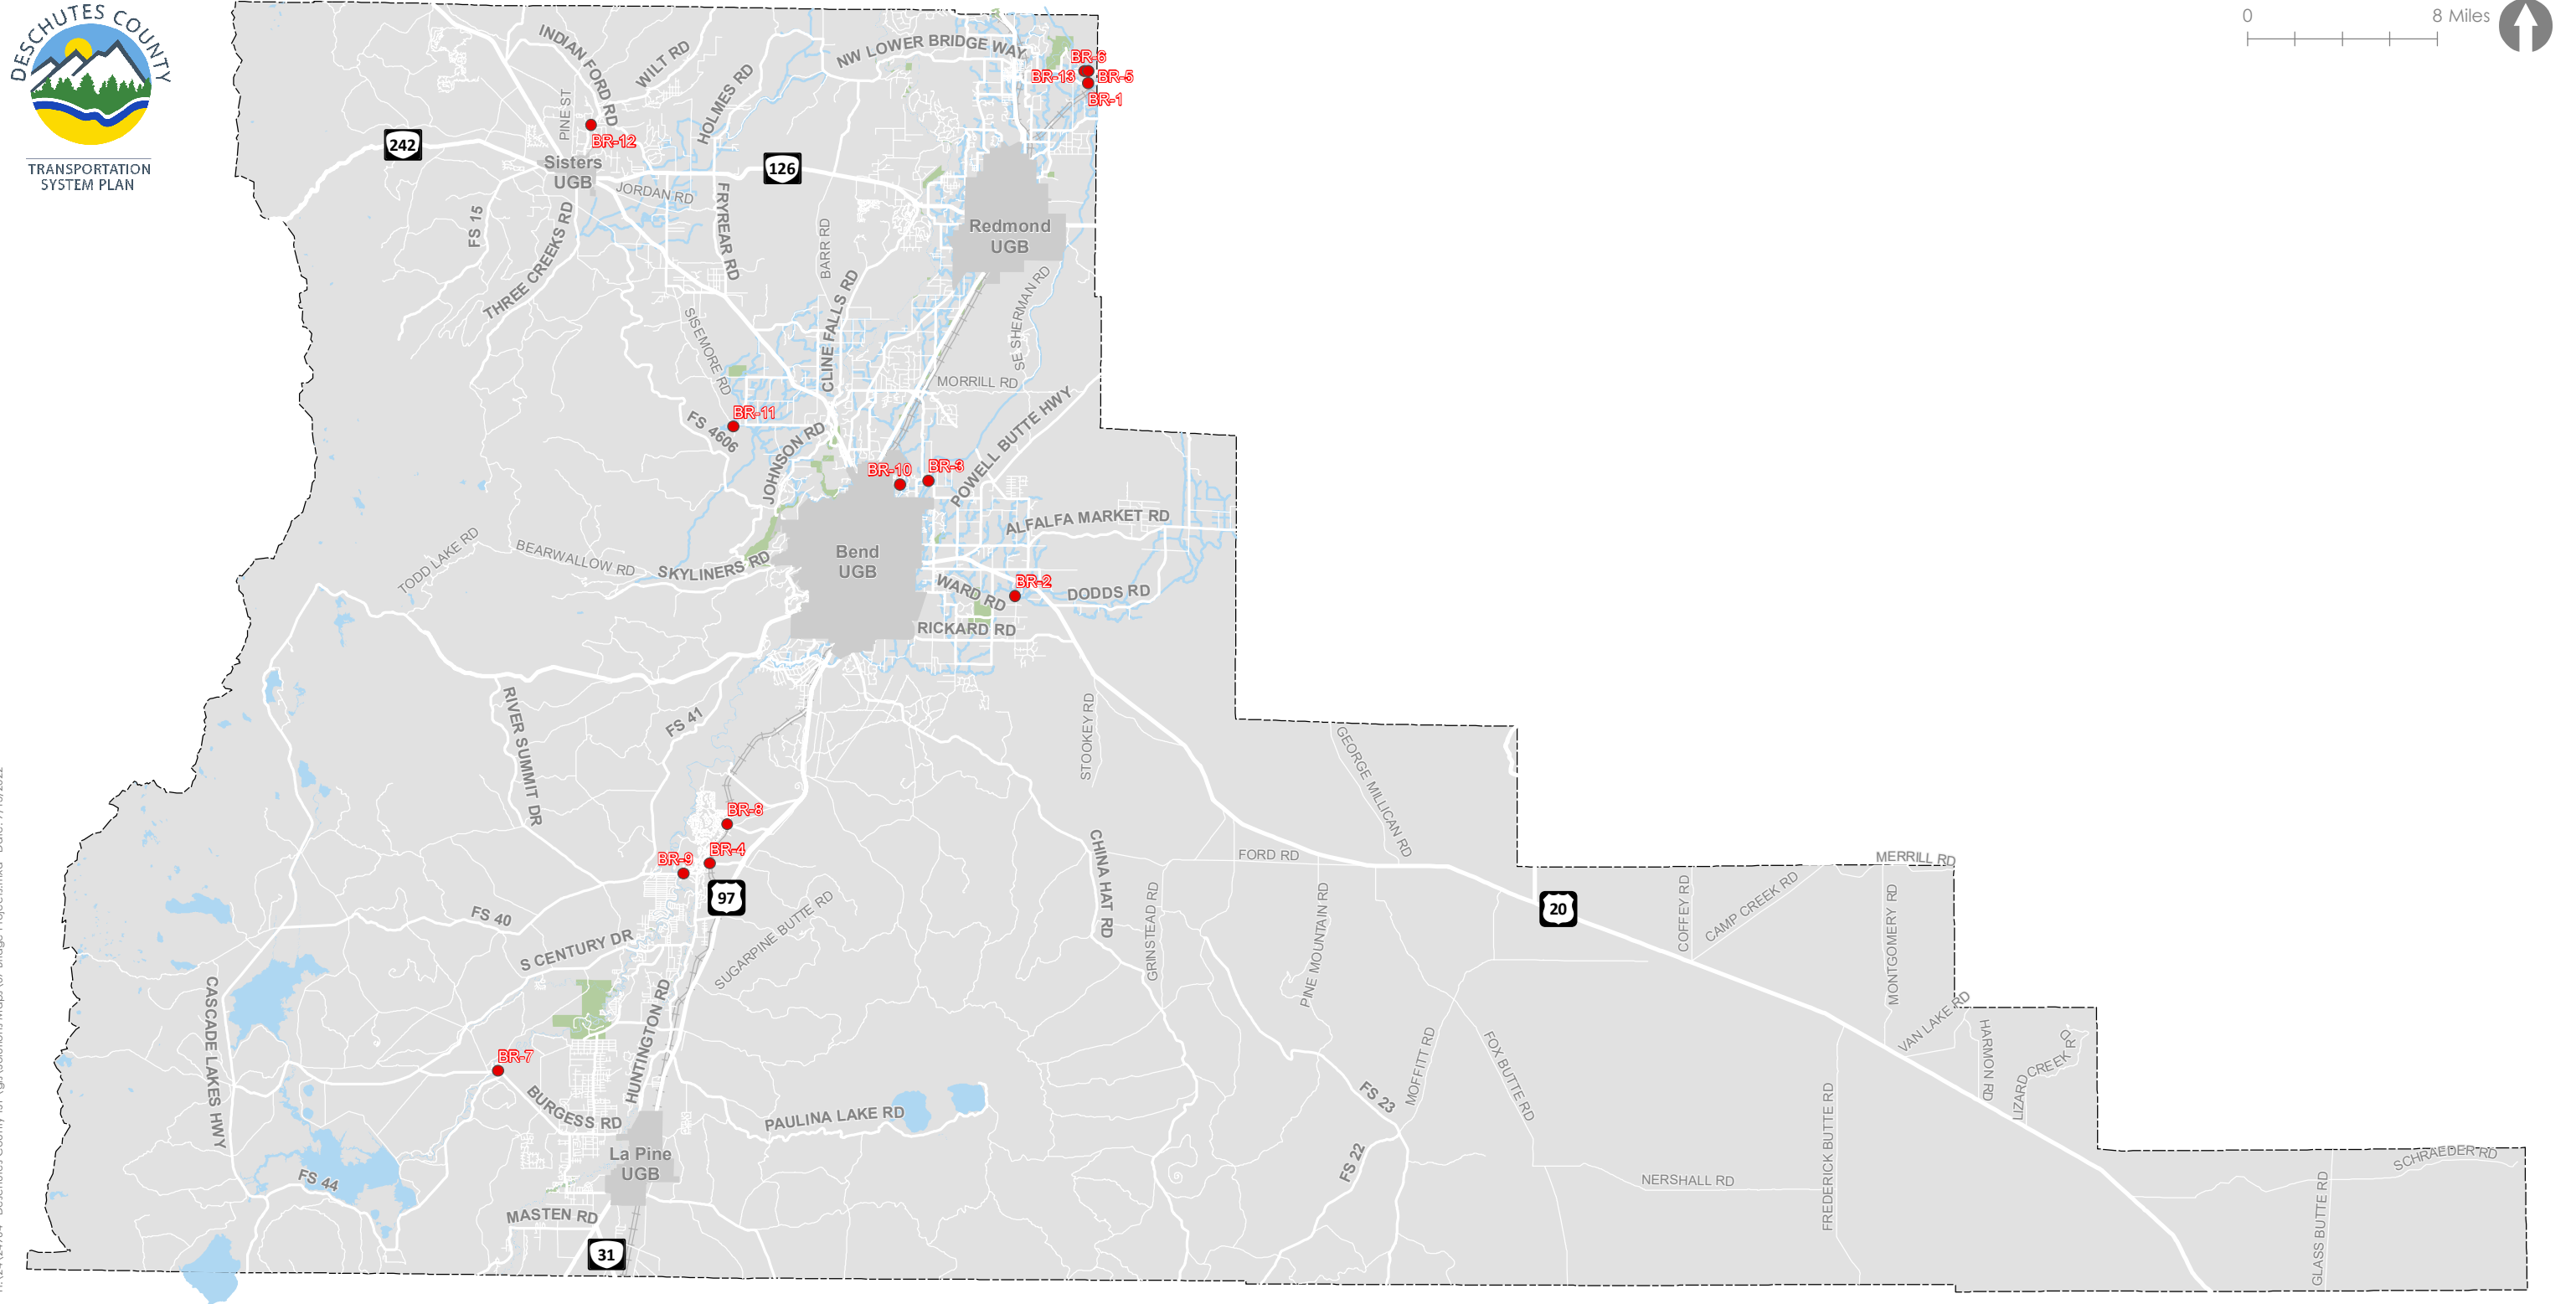 DESCHUTES COUNTY
TRANSPORTATION
SYSTEM PLAN
0
8 Miles
INDIAN FORD RD
WILT RD
HOLMES RD
NW LOWER BRIDGE WAY
BR-6
BR-13
BR-5
BR-1
PINE ST
BR-12
242
Sisters
UGB
126
JORDAN RD
FRYREAR RD
FS 15
THREE CREEKS RD
BARR RD
Redmond
UGB
CLINE FALLS RD
SE SHERMAN RD
SISEMORE RD
MORRILL RD
POWELL BUTTE HWY
BR-11
FS 4606
JOHNSON RD
BR-10
BR-3
ALFALFA MARKET RD
TODD LAKE RD
BEARWALLOW RD
SKYLINERS RD
Bend
UGB
WARD RD
BR-2
DODDS RD
RICKARD RD
RIVER SUMMIT DR
FS 41
STOOKEY RD
GEORGE MILLICAN RD
BR-8
BR-4
BR-9
97
CHINA HAT RD
FORD RD
MERRILL RD
FS 40
S CENTURY DR
SUGARPINE BUTTE RD
GRINSTEAD RD
PINE MOUNTAIN RD
20
COFFEY RD
CAMP CREEK RD
MONTGOMERY RD
CASCADE LAKES HWY
HUNTINGTON RD
VAN LAKE RD
HARMON RD
LIZARD CREEK RD
BR-7
BURGESS RD
PAULINA LAKE RD
FS 23
MOFFITT RD
FOX BUTTE RD
FREDERICK BUTTE RD
La Pine
UGB
FS 44
FS 22
NERSHALL RD
SCHRAEDER RD
GLASS BUTTE RD
MASTEN RD
31